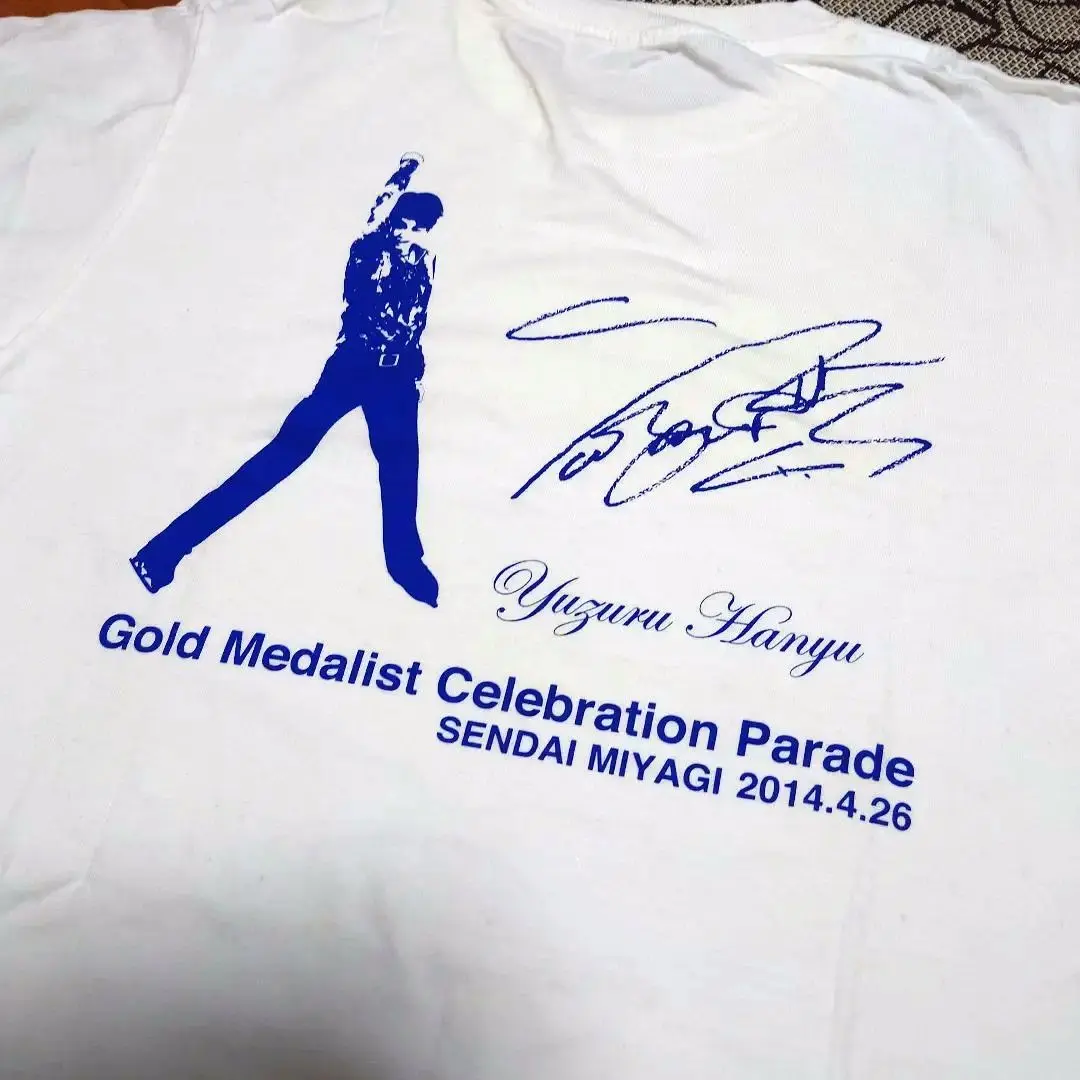 Yuzuru Hanyu
Gold Medalist Celebration Parade
SENDAI MIYAGI 2014.4.26